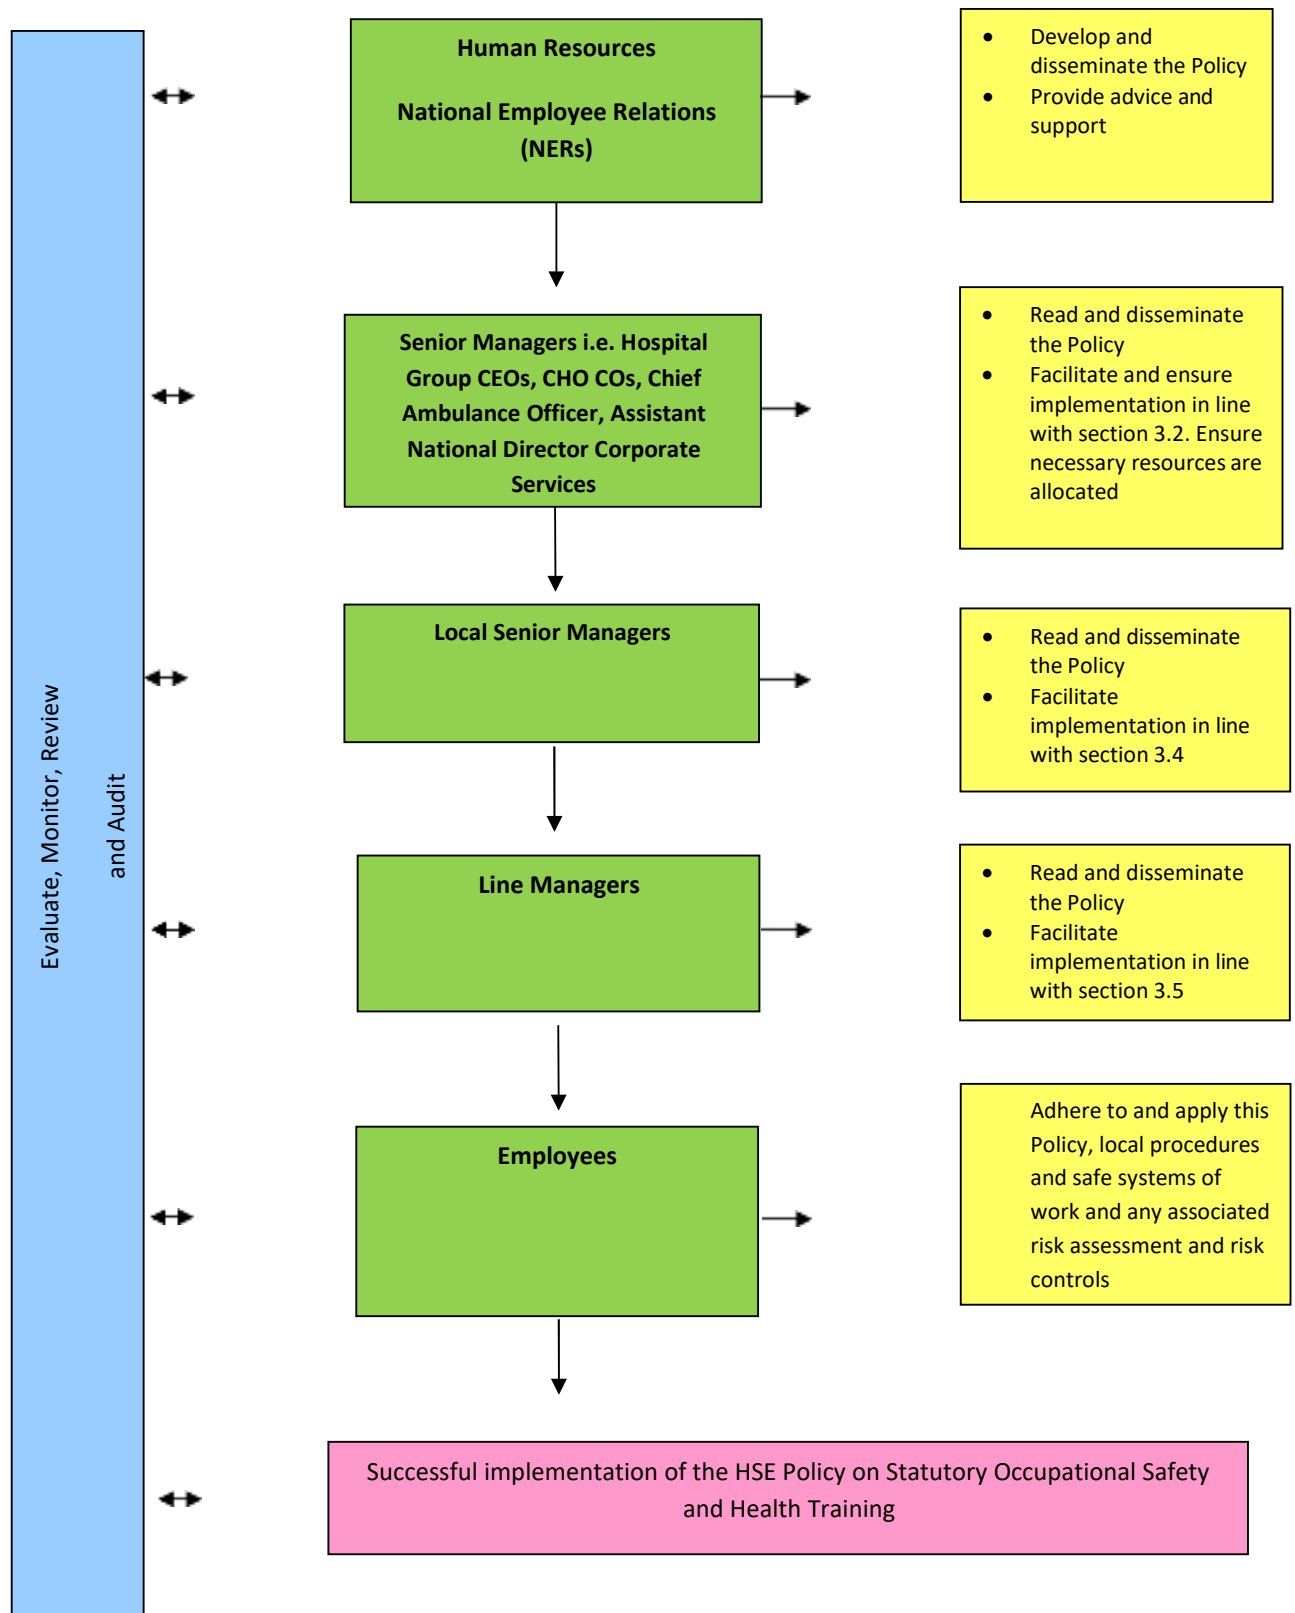 Human Resources
National Employee Relations
(NERs)
• Develop and
disseminate the Policy
• Provide advice and
support
Senior Managers i.e. Hospital
Group CEOs, CHO COs, Chief
Ambulance Officer, Assistant
National Director Corporate
Services
• Read and disseminate
the Policy
• Facilitate and ensure
implementation in line
with section 3.2. Ensure
necessary resources are
allocated
Local Senior Managers
• Read and disseminate
the Policy
• Facilitate
implementation in line
with section 3.4
Evaluate, Monitor, Review
and Audit
Line Managers
• Read and disseminate
the Policy
• Facilitate
implementation in line
with section 3.5
Employees
Adhere to and apply this
Policy, local procedures
and safe systems of
work and any associated
risk assessment and risk
controls
Successful implementation of the HSE Policy on Statutory Occupational Safety
and Health Training